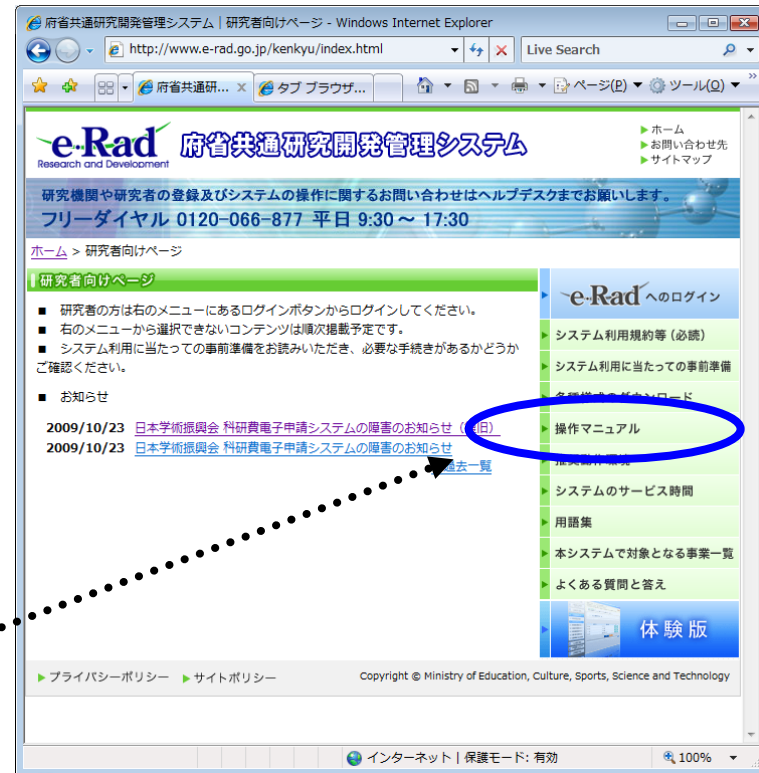 府省共通研究開発管理システム | 研究者向けページ - Windows Internet Explorer
http://www.e-rad.go.jp/kenkyu/index.html
Live Search
府省共通研...
タブ ブラウザ...
ページ(P)
ツール(O)
e-Rad
Research and Development
府省共通研究開発管理システム
ホーム
お問い合わせ先
サイトマップ
研究機関や研究者の登録及びシステムの操作に関するお問い合わせはヘルプデスクまでお願いします。
フリーダイヤル 0120-066-877 平日 9:30～ 17:30
ホーム > 研究者向けページ
研究者向けページ
■ 研究者の方は右のメニューにあるログインボタンからログインしてください。
■ 右のメニューから選択できないコンテンツは順次掲載予定です。
■ システム利用に当たっての事前準備をお読みいただき、必要な手続きがあるかどうか
ご確認ください。
■ お知らせ
2009/10/23 日本学術振興会 科研費電子申請システムの障害のお知らせ（旧）
2009/10/23 日本学術振興会 科研費電子申請システムの障害のお知らせ
過去一覧
e-Rad へのログイン
システム利用規約等 (必読)
システム利用に当たっての事前準備
各種様式のダウンロード
操作マニュアル
システムのサービス時間
用語集
本システムで対象となる事業一覧
よくある質問と答え
体験版
プライバシーポリシー
サイトポリシー
Copyright © Ministry of Education, Culture, Sports, Science and Technology
インターネット | 保護モード: 有効
100%